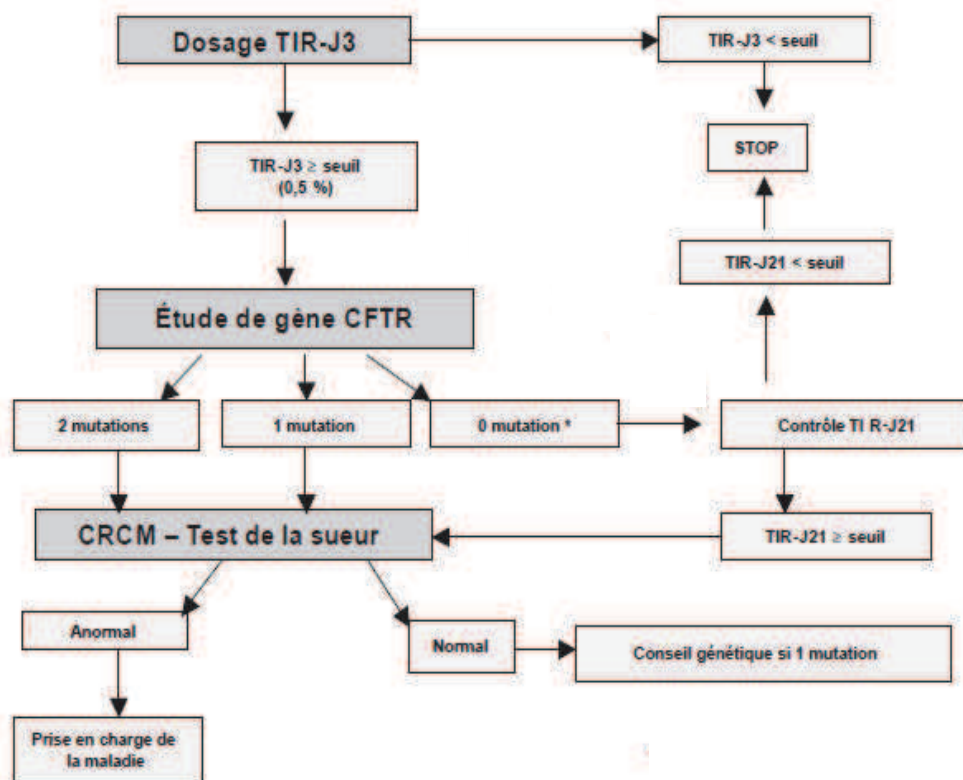 Dosage TIR-J3
TIR-J3 < seuil
TIR-J3 ≥ seuil
(0,5 %)
STOP
TIR-J21 < seuil
Étude de gène CFTR
2 mutations
1 mutation
0 mutation *
Contrôle TI R-J21
CRCM – Test de la sueur
TIR-J21 ≥ seuil
Anormal
Normal
Conseil génétique si 1 mutation
Prise en charge de
la maladie